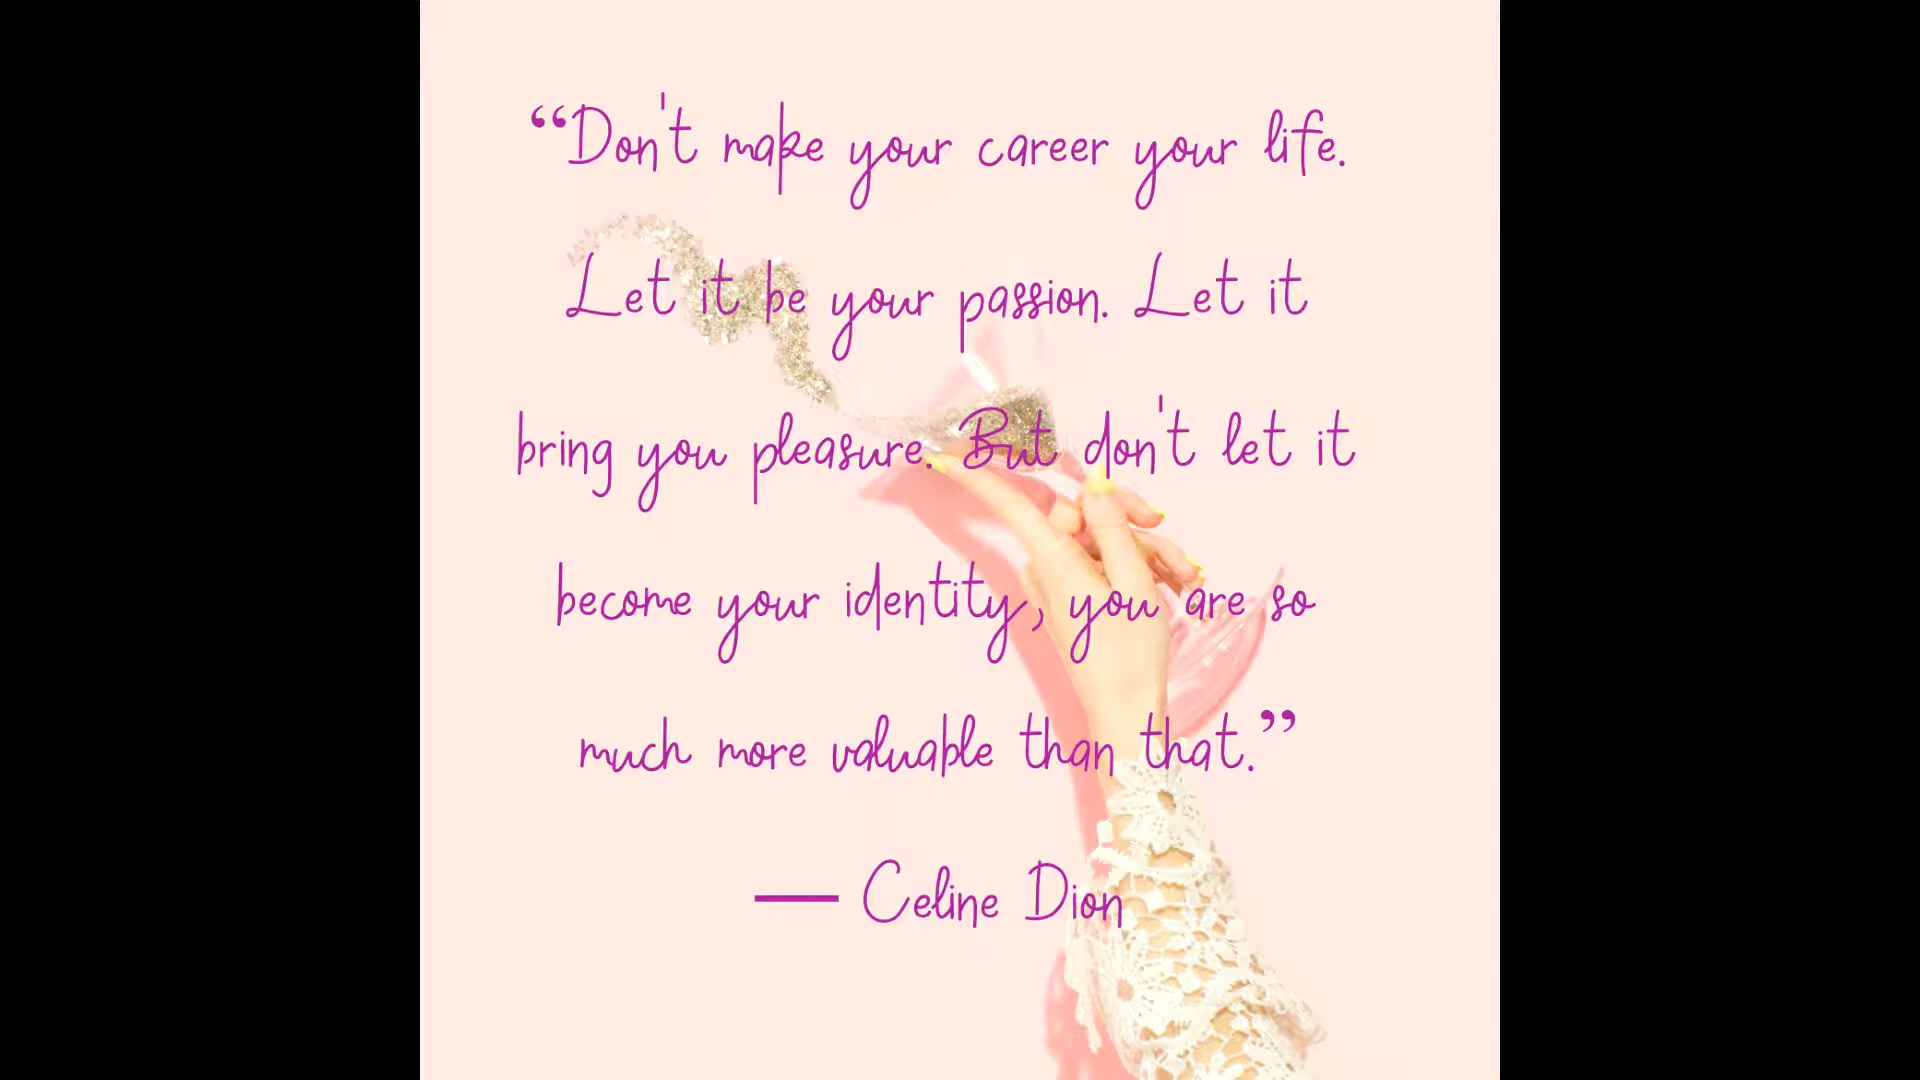 “Don't make your career your life.
Let it be your passion. Let it
bring you pleasure. But don't let it
become your identity, you are so
much more valuable than that.”
— Celine Dion